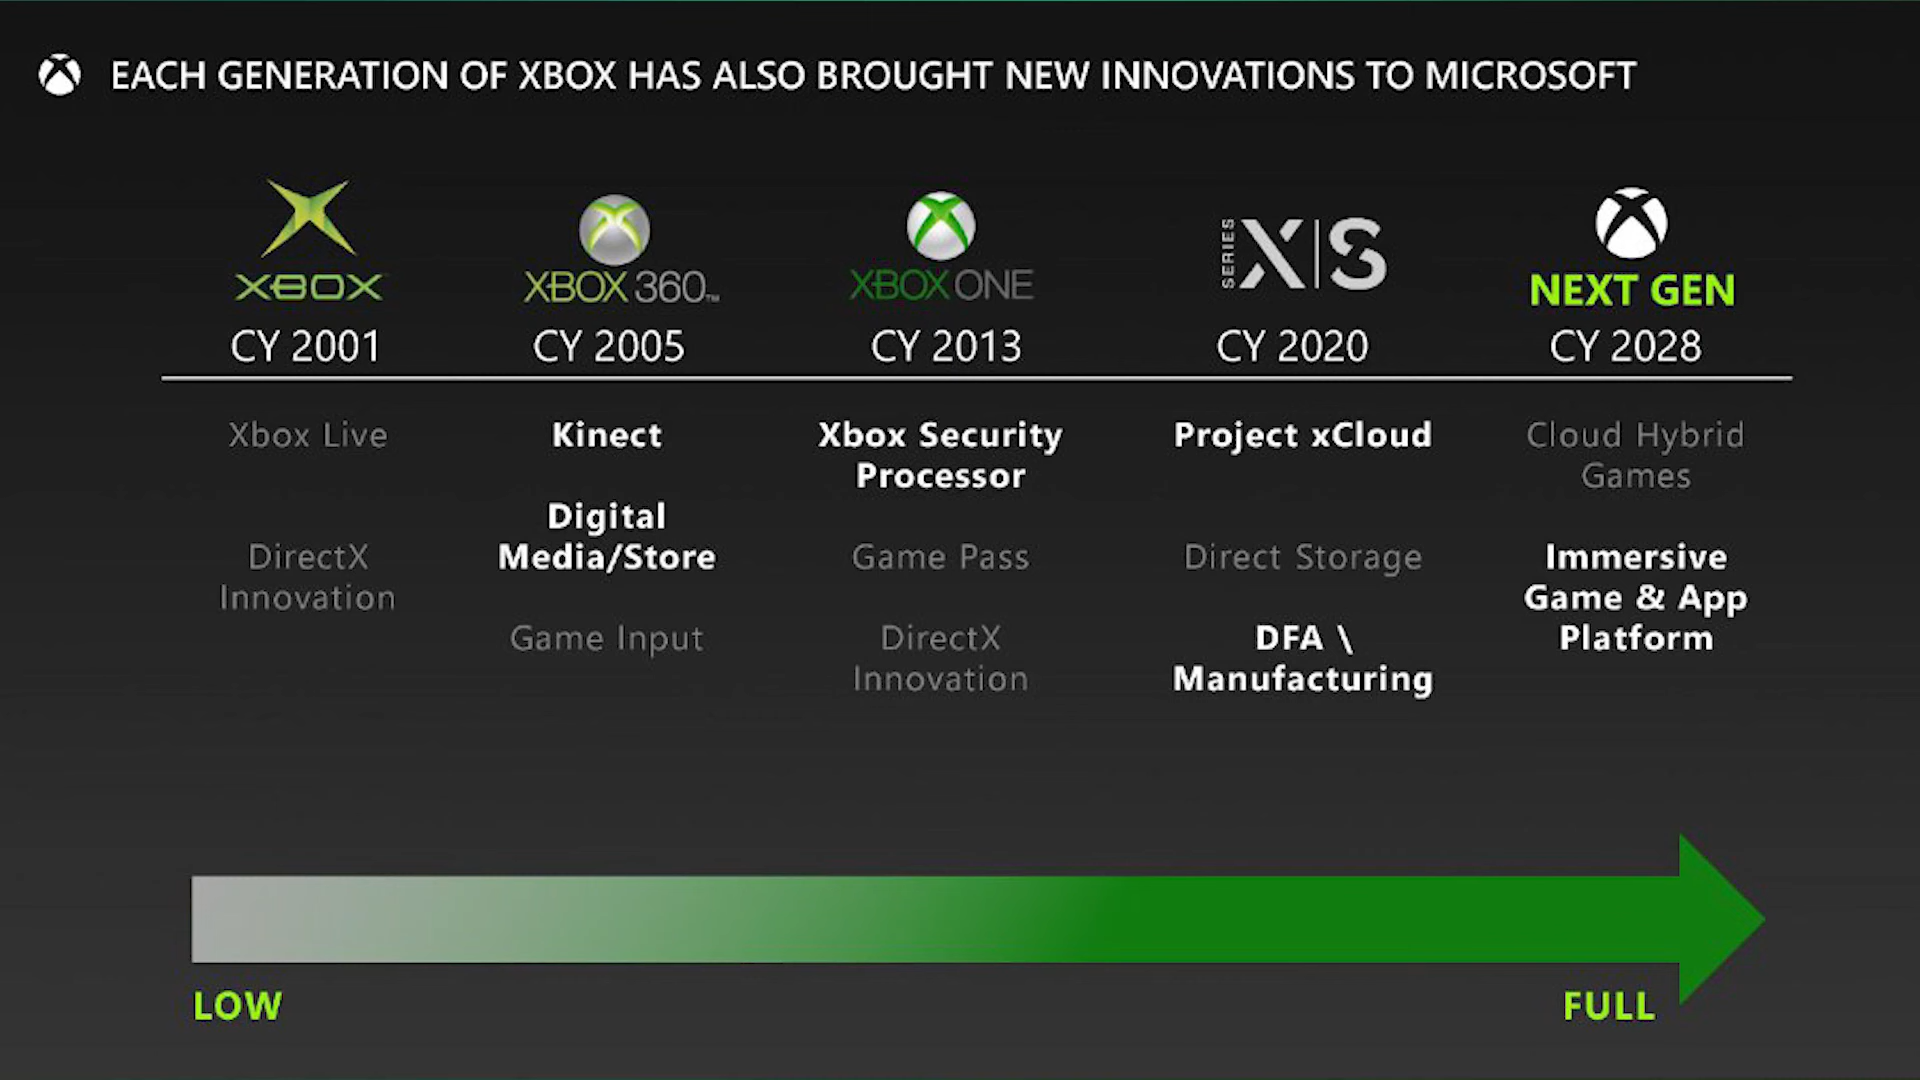 EACH GENERATION OF XBOX HAS ALSO BROUGHT NEW INNOVATIONS TO MICROSOFT
XBOX
CY 2001
Xbox Live
DirectX
Innovation
XBOX 360™
CY 2005
Kinect
Digital
Media/Store
Game Input
XBOX ONE
CY 2013
Xbox Security
Processor
Game Pass
DirectX
Innovation
SERIES X|S
CY 2020
Project xCloud
Direct Storage
DFA \
Manufacturing
NEXT GEN
CY 2028
Cloud Hybrid
Games
Immersive
Game & App
Platform
LOW
FULL